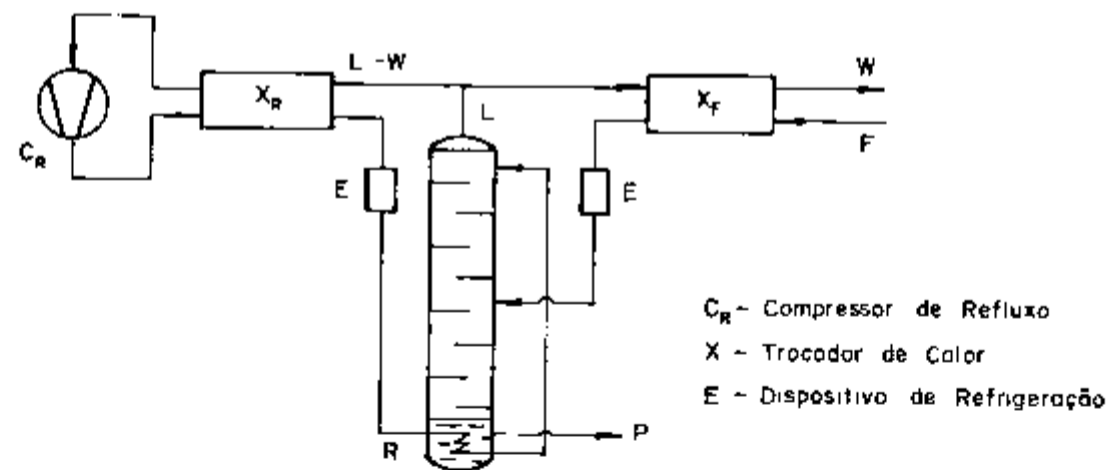 L - W
W
X_R
X_F
L
F
C_R
E
E
C_R - Compressor de Refluxo
X - Trocador de Calor
E - Dispositivo de Refrigeração
R
P